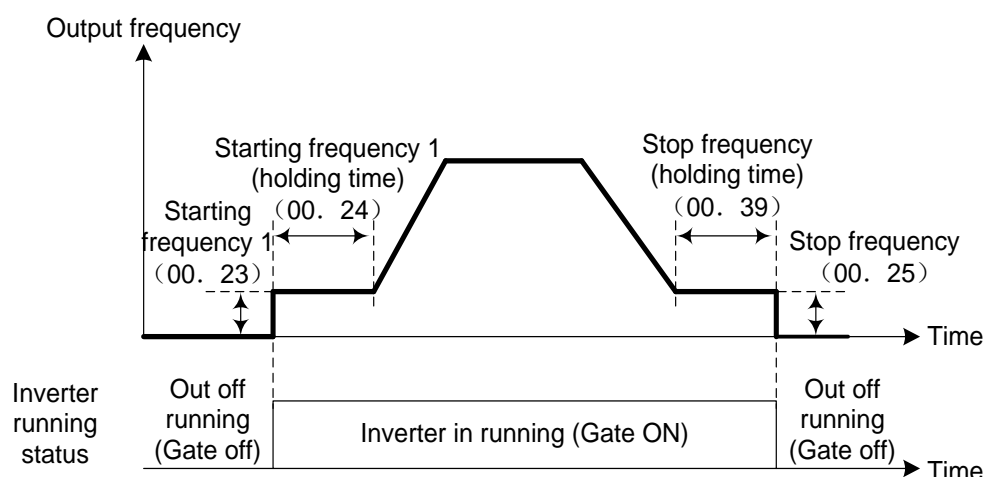 Output frequency
Starting frequency 1
(holding time)
（00. 24）
Stop frequency
(holding time)
（00. 39）
Starting
frequency 1
（00. 23）
Stop frequency
（00. 25）
Time
Inverter
running
status
Out off
running
(Gate off)
Inverter in running (Gate ON)
Out off
running
(Gate off)
Time